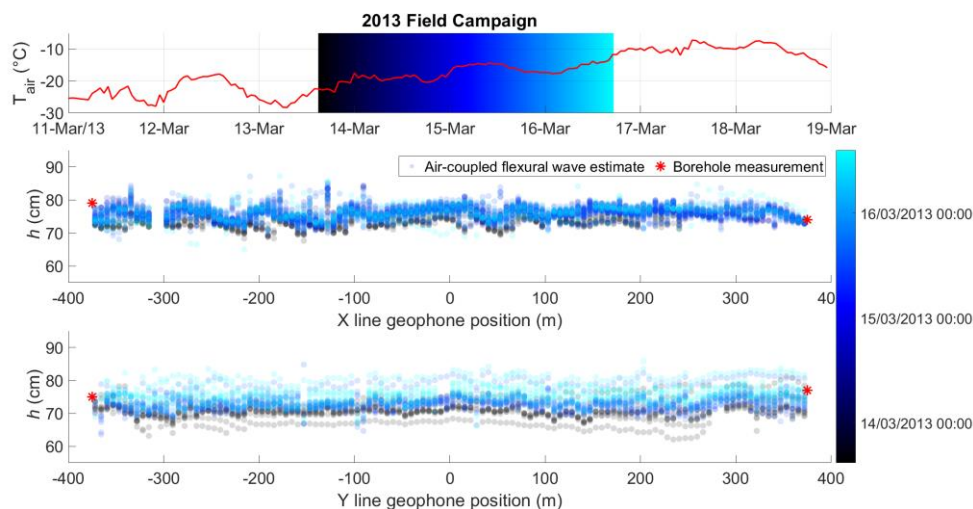 2013 Field Campaign
T_air (°C)
-10
-20
-30
11-Mar/13 12-Mar 13-Mar 14-Mar 15-Mar 16-Mar 17-Mar 18-Mar 19-Mar
Air-coupled flexural wave estimate Borehole measurement
h (cm)
90
80
70
60
-400 -300 -200 -100 0 100 200 300 40
X line geophone position (m)
h (cm)
90
80
70
60
-400 -300 -200 -100 0 100 200 300 400
Y line geophone position (m)
16/03/2013 00:00
15/03/2013 00:00
14/03/2013 00:00